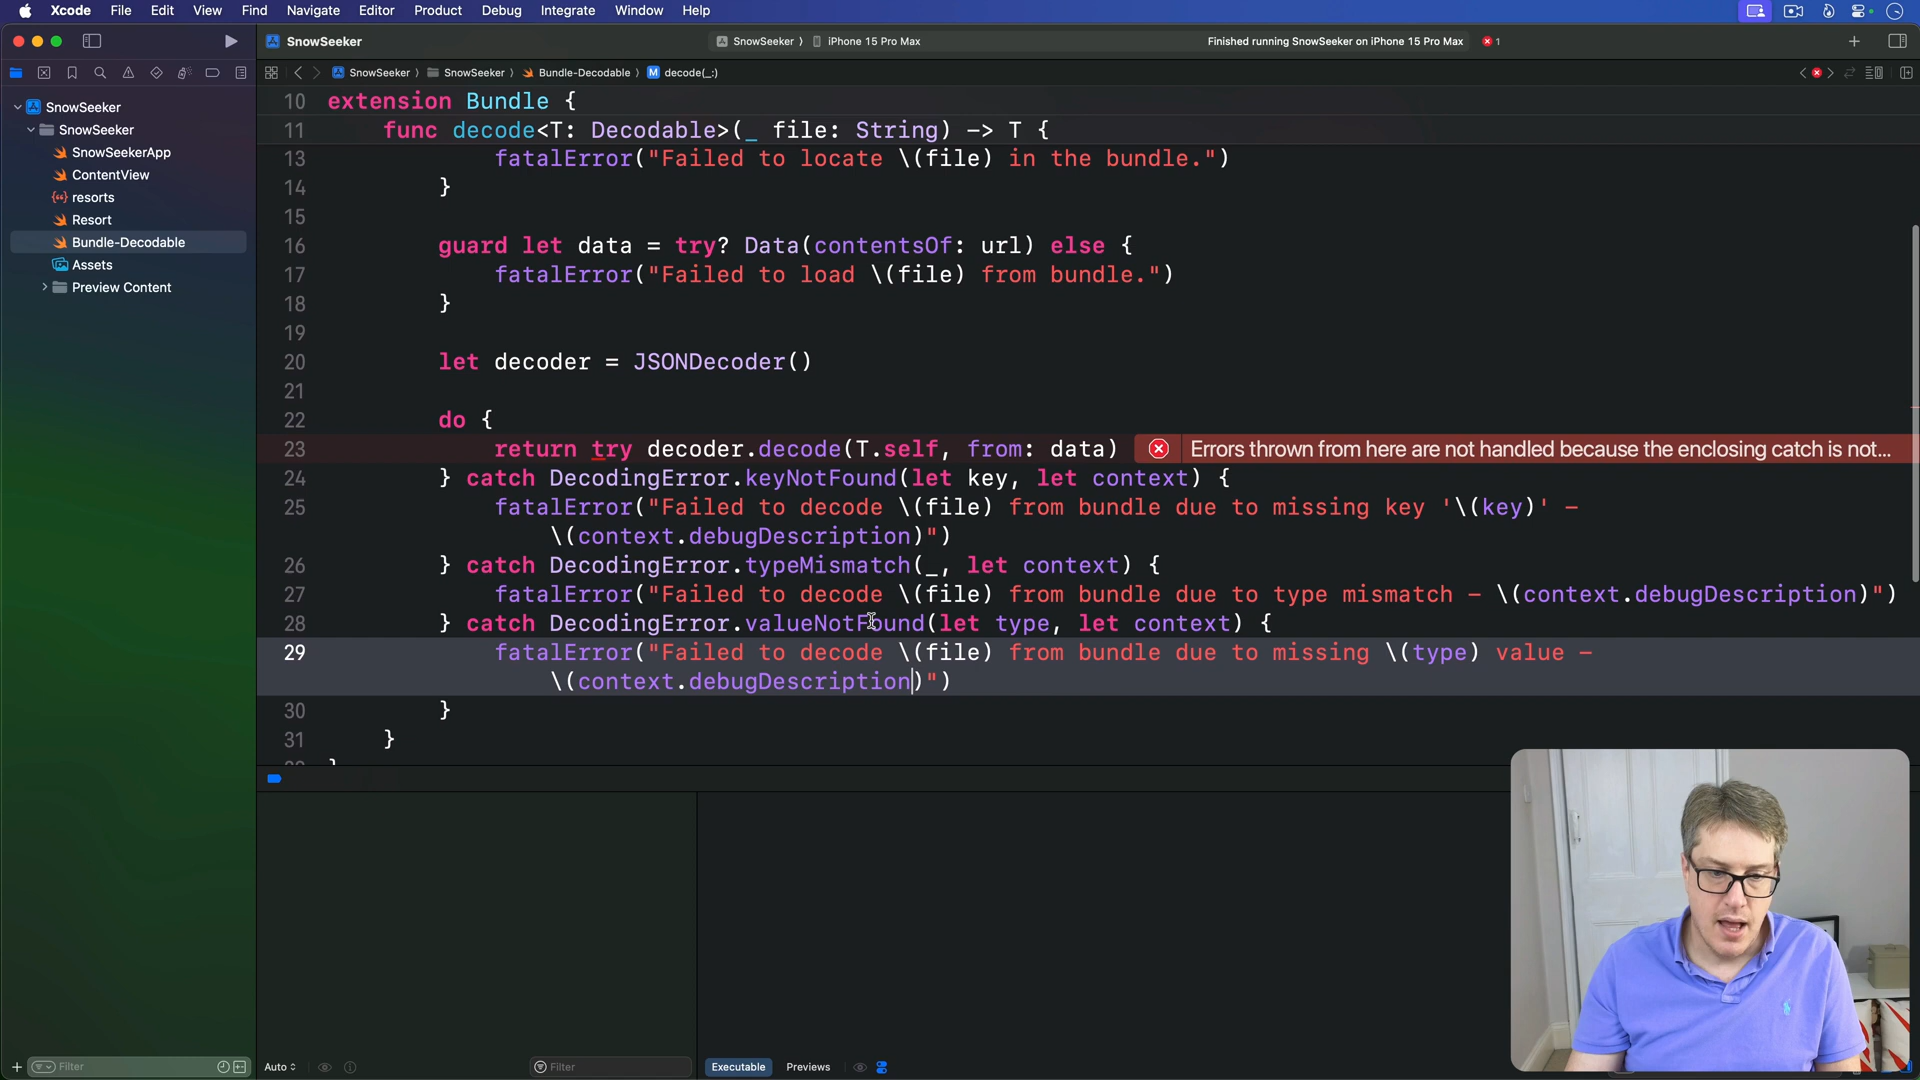 Xcode File Edit View Find Navigate Editor Product Debug Integrate Window Help
SnowSeeker
SnowSeeker 〉 iPhone 15 Pro Max
Finished running SnowSeeker on iPhone 15 Pro Max
1
SnowSeeker 〉 SnowSeeker 〉 Bundle-Decodable 〉 M decode(_:)
SnowSeeker
SnowSeeker
SnowSeekerApp
ContentView
resorts
Resort
Bundle-Decodable
Assets
Preview Content
10 extension Bundle {
11 func decode<T: Decodable>(_ file: String) -> T {
13 fatalError("Failed to locate \(file) in the bundle.")
14 }
15
16 guard let data = try? Data(contentsOf: url) else {
17 fatalError("Failed to load \(file) from bundle.")
18 }
19
20 let decoder = JSONDecoder()
21
22 do {
23 return try decoder.decode(T.self, from: data) Errors thrown from here are not handled because the enclosing catch is not...
24 } catch DecodingError.keyNotFound(let key, let context) {
25 fatalError("Failed to decode \(file) from bundle due to missing key '\(key)' –
\(context.debugDescription)")
26 } catch DecodingError.typeMismatch(_, let context) {
27 fatalError("Failed to decode \(file) from bundle due to type mismatch – \(context.debugDescription)")
28 } catch DecodingError.valueNotFound(let type, let context) {
29 fatalError("Failed to decode \(file) from bundle due to missing \(type) value –
\(context.debugDescription)")
30 }
31 }
Filter
Auto
Filter
Executable Previews